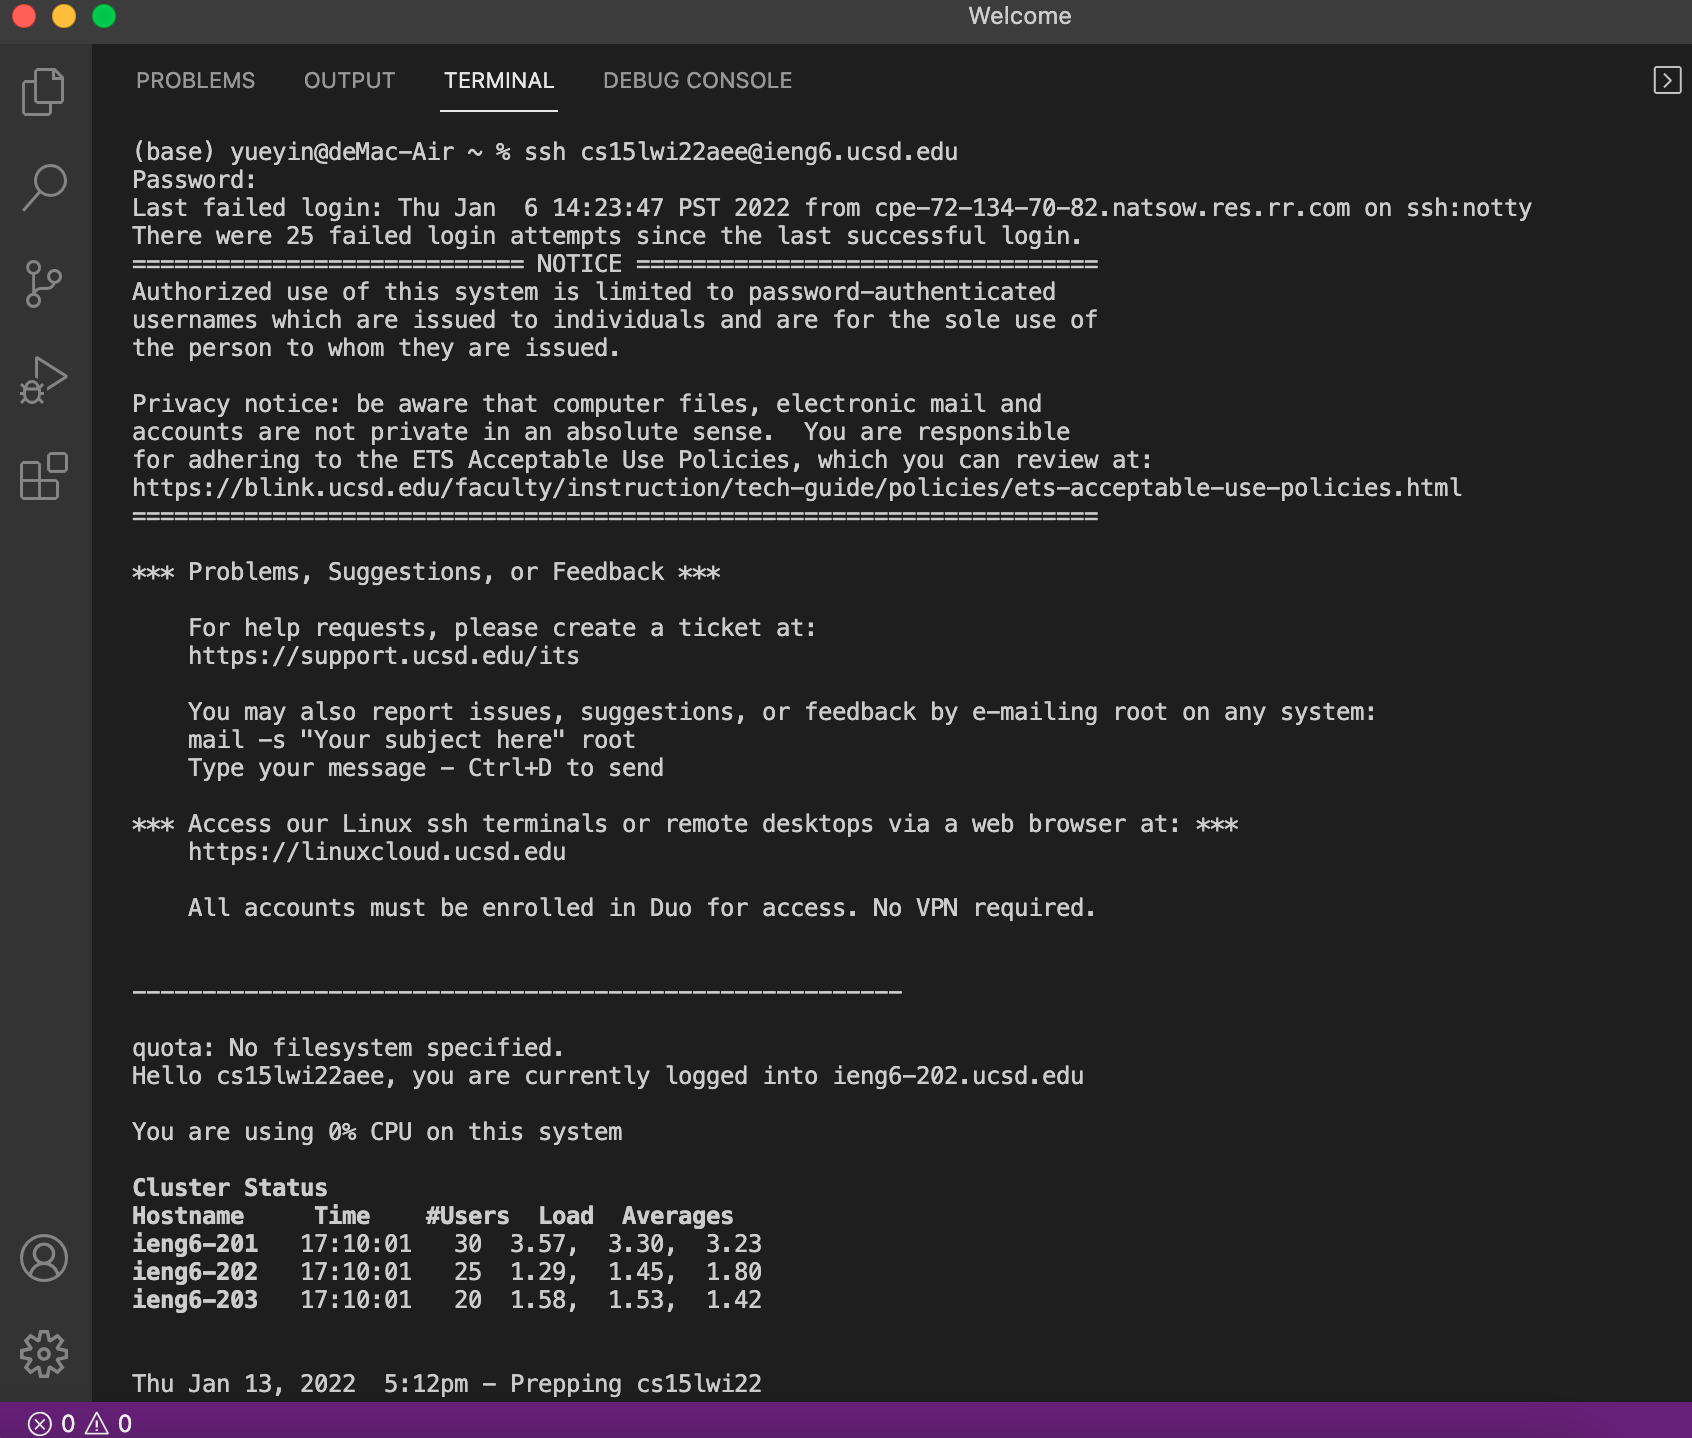 Welcome
PROBLEMS OUTPUT TERMINAL DEBUG CONSOLE
(base) yueyin@deMac-Air ~ % ssh cs15lwi22aee@ieng6.ucsd.edu
Password:
Last failed login: Thu Jan  6 14:23:47 PST 2022 from cpe-72-134-70-82.natsow.res.rr.com on ssh:notty
There were 25 failed login attempts since the last successful login.
============================ NOTICE =================================
Authorized use of this system is limited to password-authenticated
usernames which are issued to individuals and are for the sole use of
the person to whom they are issued.

Privacy notice: be aware that computer files, electronic mail and
accounts are not private in an absolute sense.  You are responsible
for adhering to the ETS Acceptable Use Policies, which you can review at:
https://blink.ucsd.edu/faculty/instruction/tech-guide/policies/ets-acceptable-use-policies.html
=====================================================================

*** Problems, Suggestions, or Feedback ***

    For help requests, please create a ticket at:
    https://support.ucsd.edu/its

    You may also report issues, suggestions, or feedback by e-mailing root on any system:
    mail -s "Your subject here" root
    Type your message - Ctrl+D to send

*** Access our Linux ssh terminals or remote desktops via a web browser at: ***
    https://linuxcloud.ucsd.edu

    All accounts must be enrolled in Duo for access. No VPN required.

-------------------------------------------------------

quota: No filesystem specified.
Hello cs15lwi22aee, you are currently logged into ieng6-202.ucsd.edu

You are using 0% CPU on this system

Cluster Status
Hostname     Time    #Users  Load  Averages
ieng6-201   17:10:01   30  3.57,  3.30,  3.23
ieng6-202   17:10:01   25  1.29,  1.45,  1.80
ieng6-203   17:10:01   20  1.58,  1.53,  1.42

Thu Jan 13, 2022  5:12pm - Prepping cs15lwi22
0 0